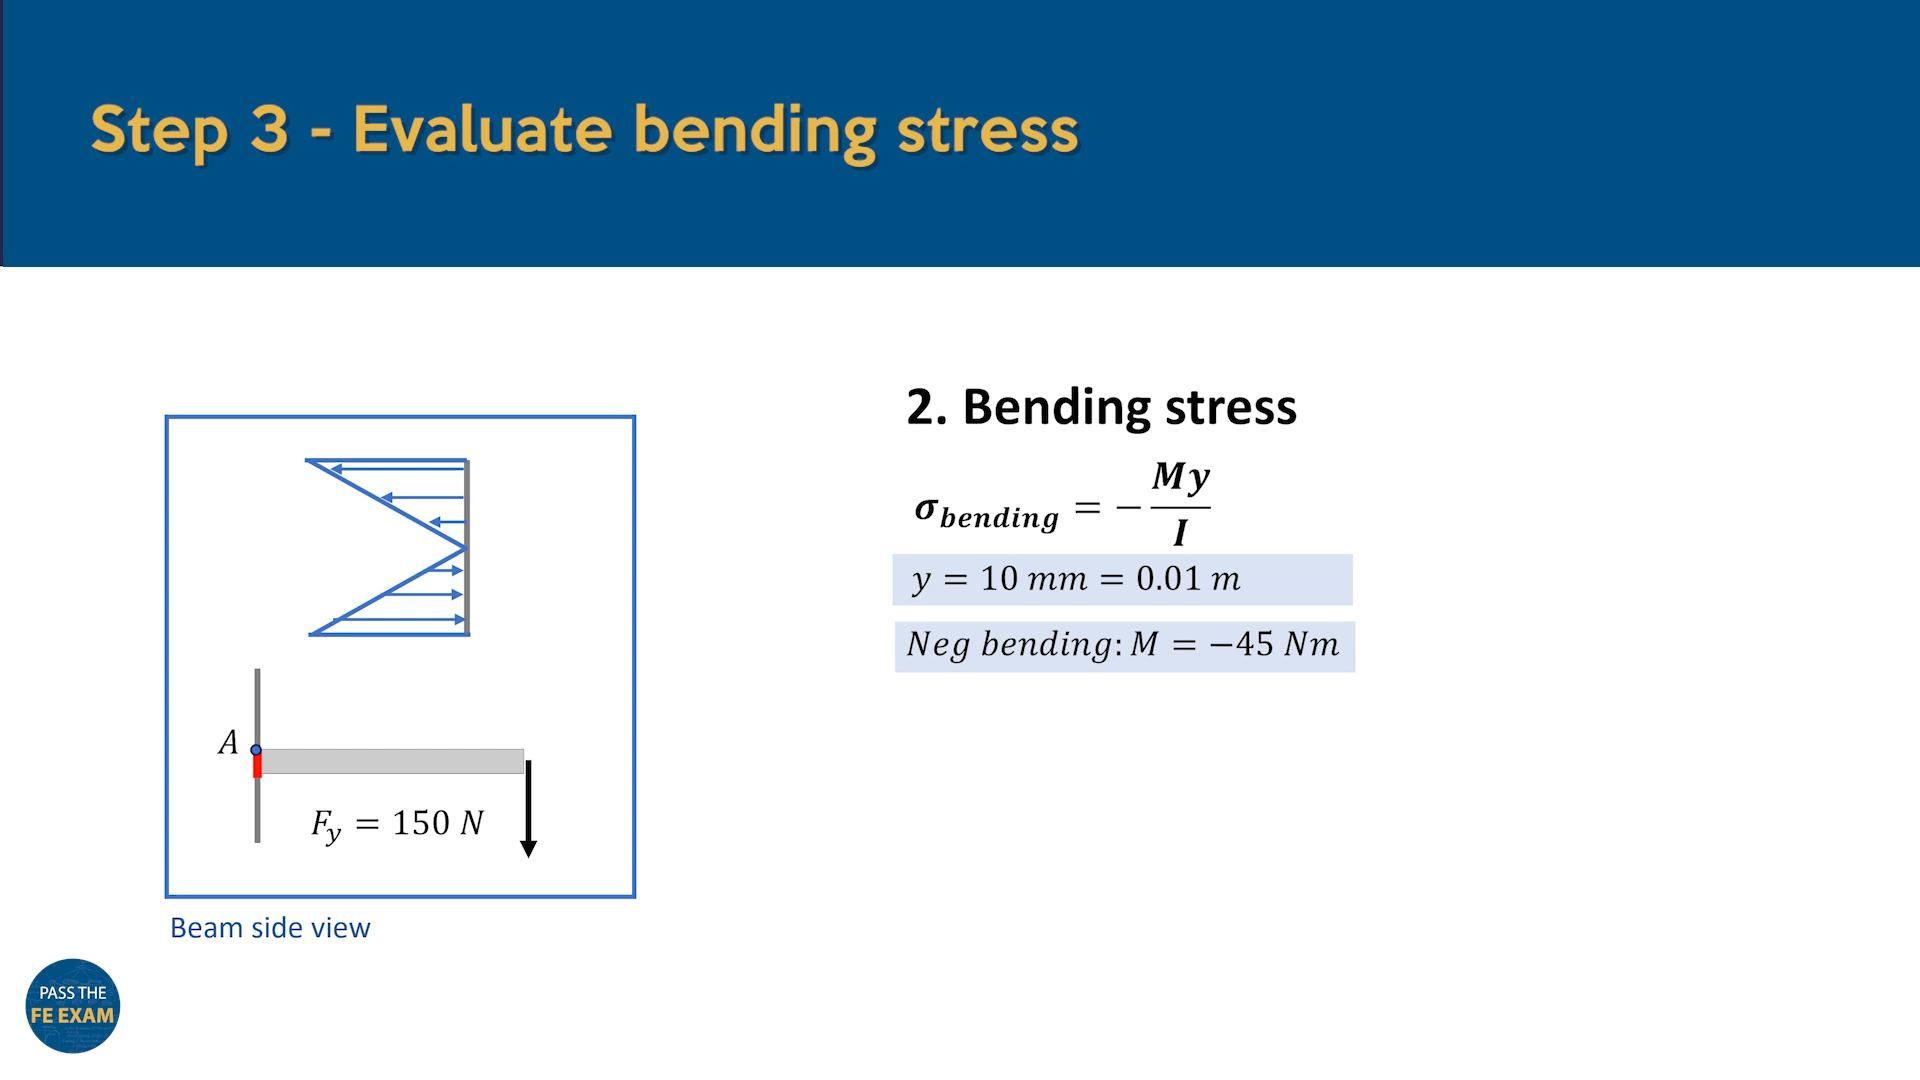 Step 3 - Evaluate bending stress
2. Bending stress
σ_bending = −My/I
y = 10 mm = 0.01 m
Neg bending: M = −45 Nm
A
F_y = 150 N
Beam side view
PASS THE
FE EXAM